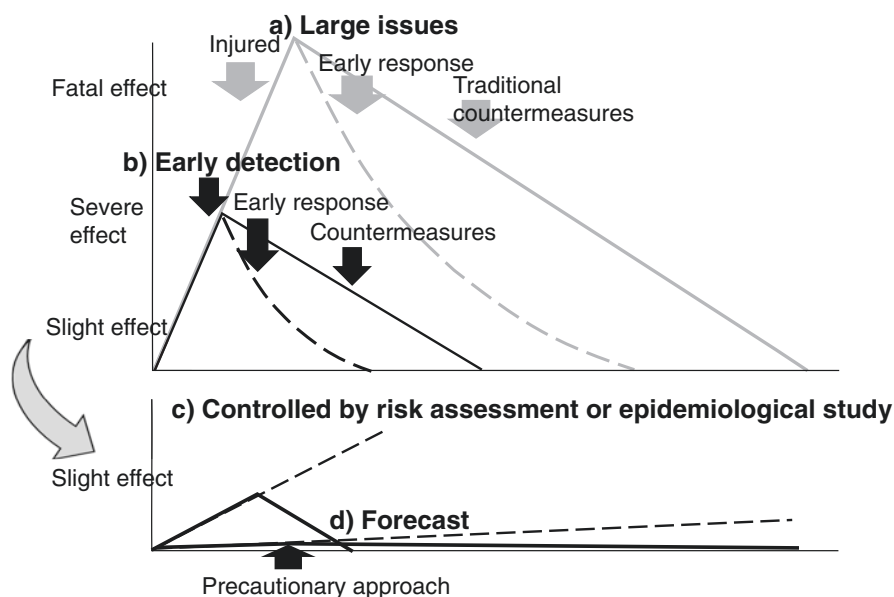 a) Large issues
Injured
Early response
Fatal effect
Traditional
countermeasures
b) Early detection
Severe
effect
Early response
Countermeasures
Slight effect
c) Controlled by risk assessment or epidemiological study
Slight effect
d) Forecast
Precautionary approach